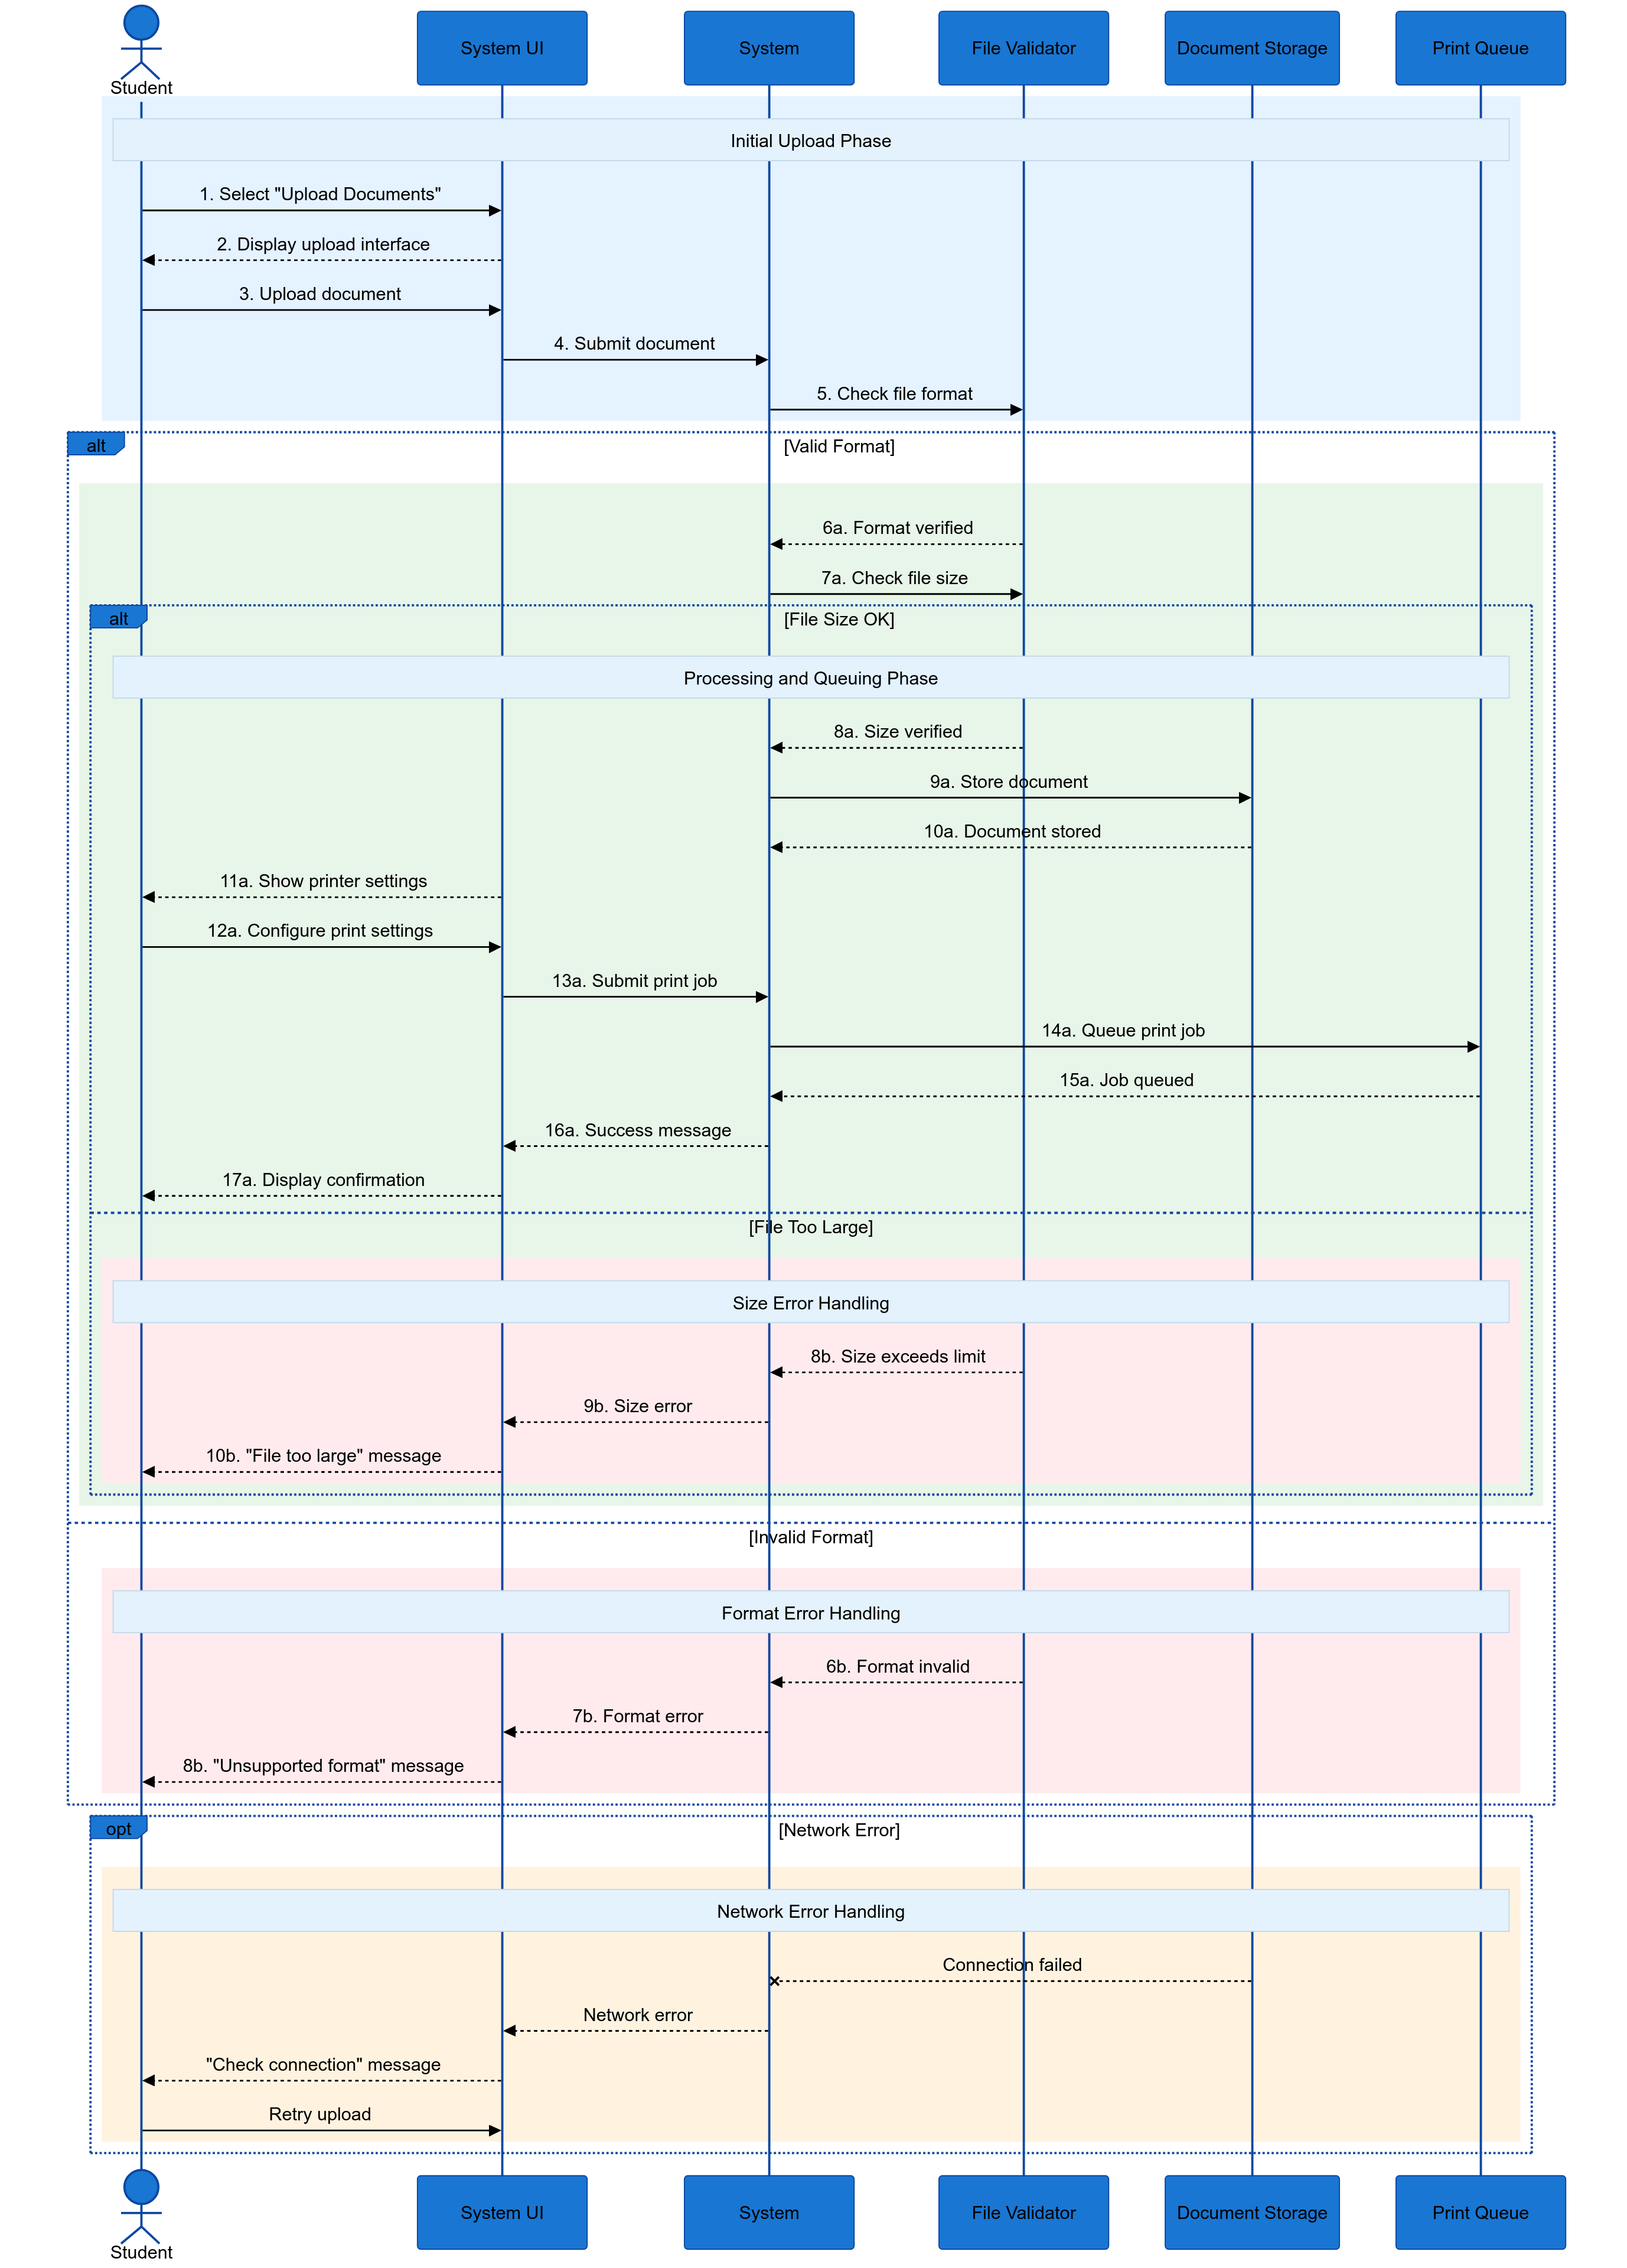 Student
System UI
System
File Validator
Document Storage
Print Queue
Initial Upload Phase
1. Select "Upload Documents"
2. Display upload interface
3. Upload document
4. Submit document
5. Check file format
alt
[Valid Format]
6a. Format verified
7a. Check file size
alt
[File Size OK]
Processing and Queuing Phase
8a. Size verified
9a. Store document
10a. Document stored
11a. Show printer settings
12a. Configure print settings
13a. Submit print job
14a. Queue print job
15a. Job queued
16a. Success message
17a. Display confirmation
[File Too Large]
Size Error Handling
8b. Size exceeds limit
9b. Size error
10b. "File too large" message
[Invalid Format]
Format Error Handling
6b. Format invalid
7b. Format error
8b. "Unsupported format" message
opt
[Network Error]
Network Error Handling
Connection failed
Network error
"Check connection" message
Retry upload
Student
System UI
System
File Validator
Document Storage
Print Queue